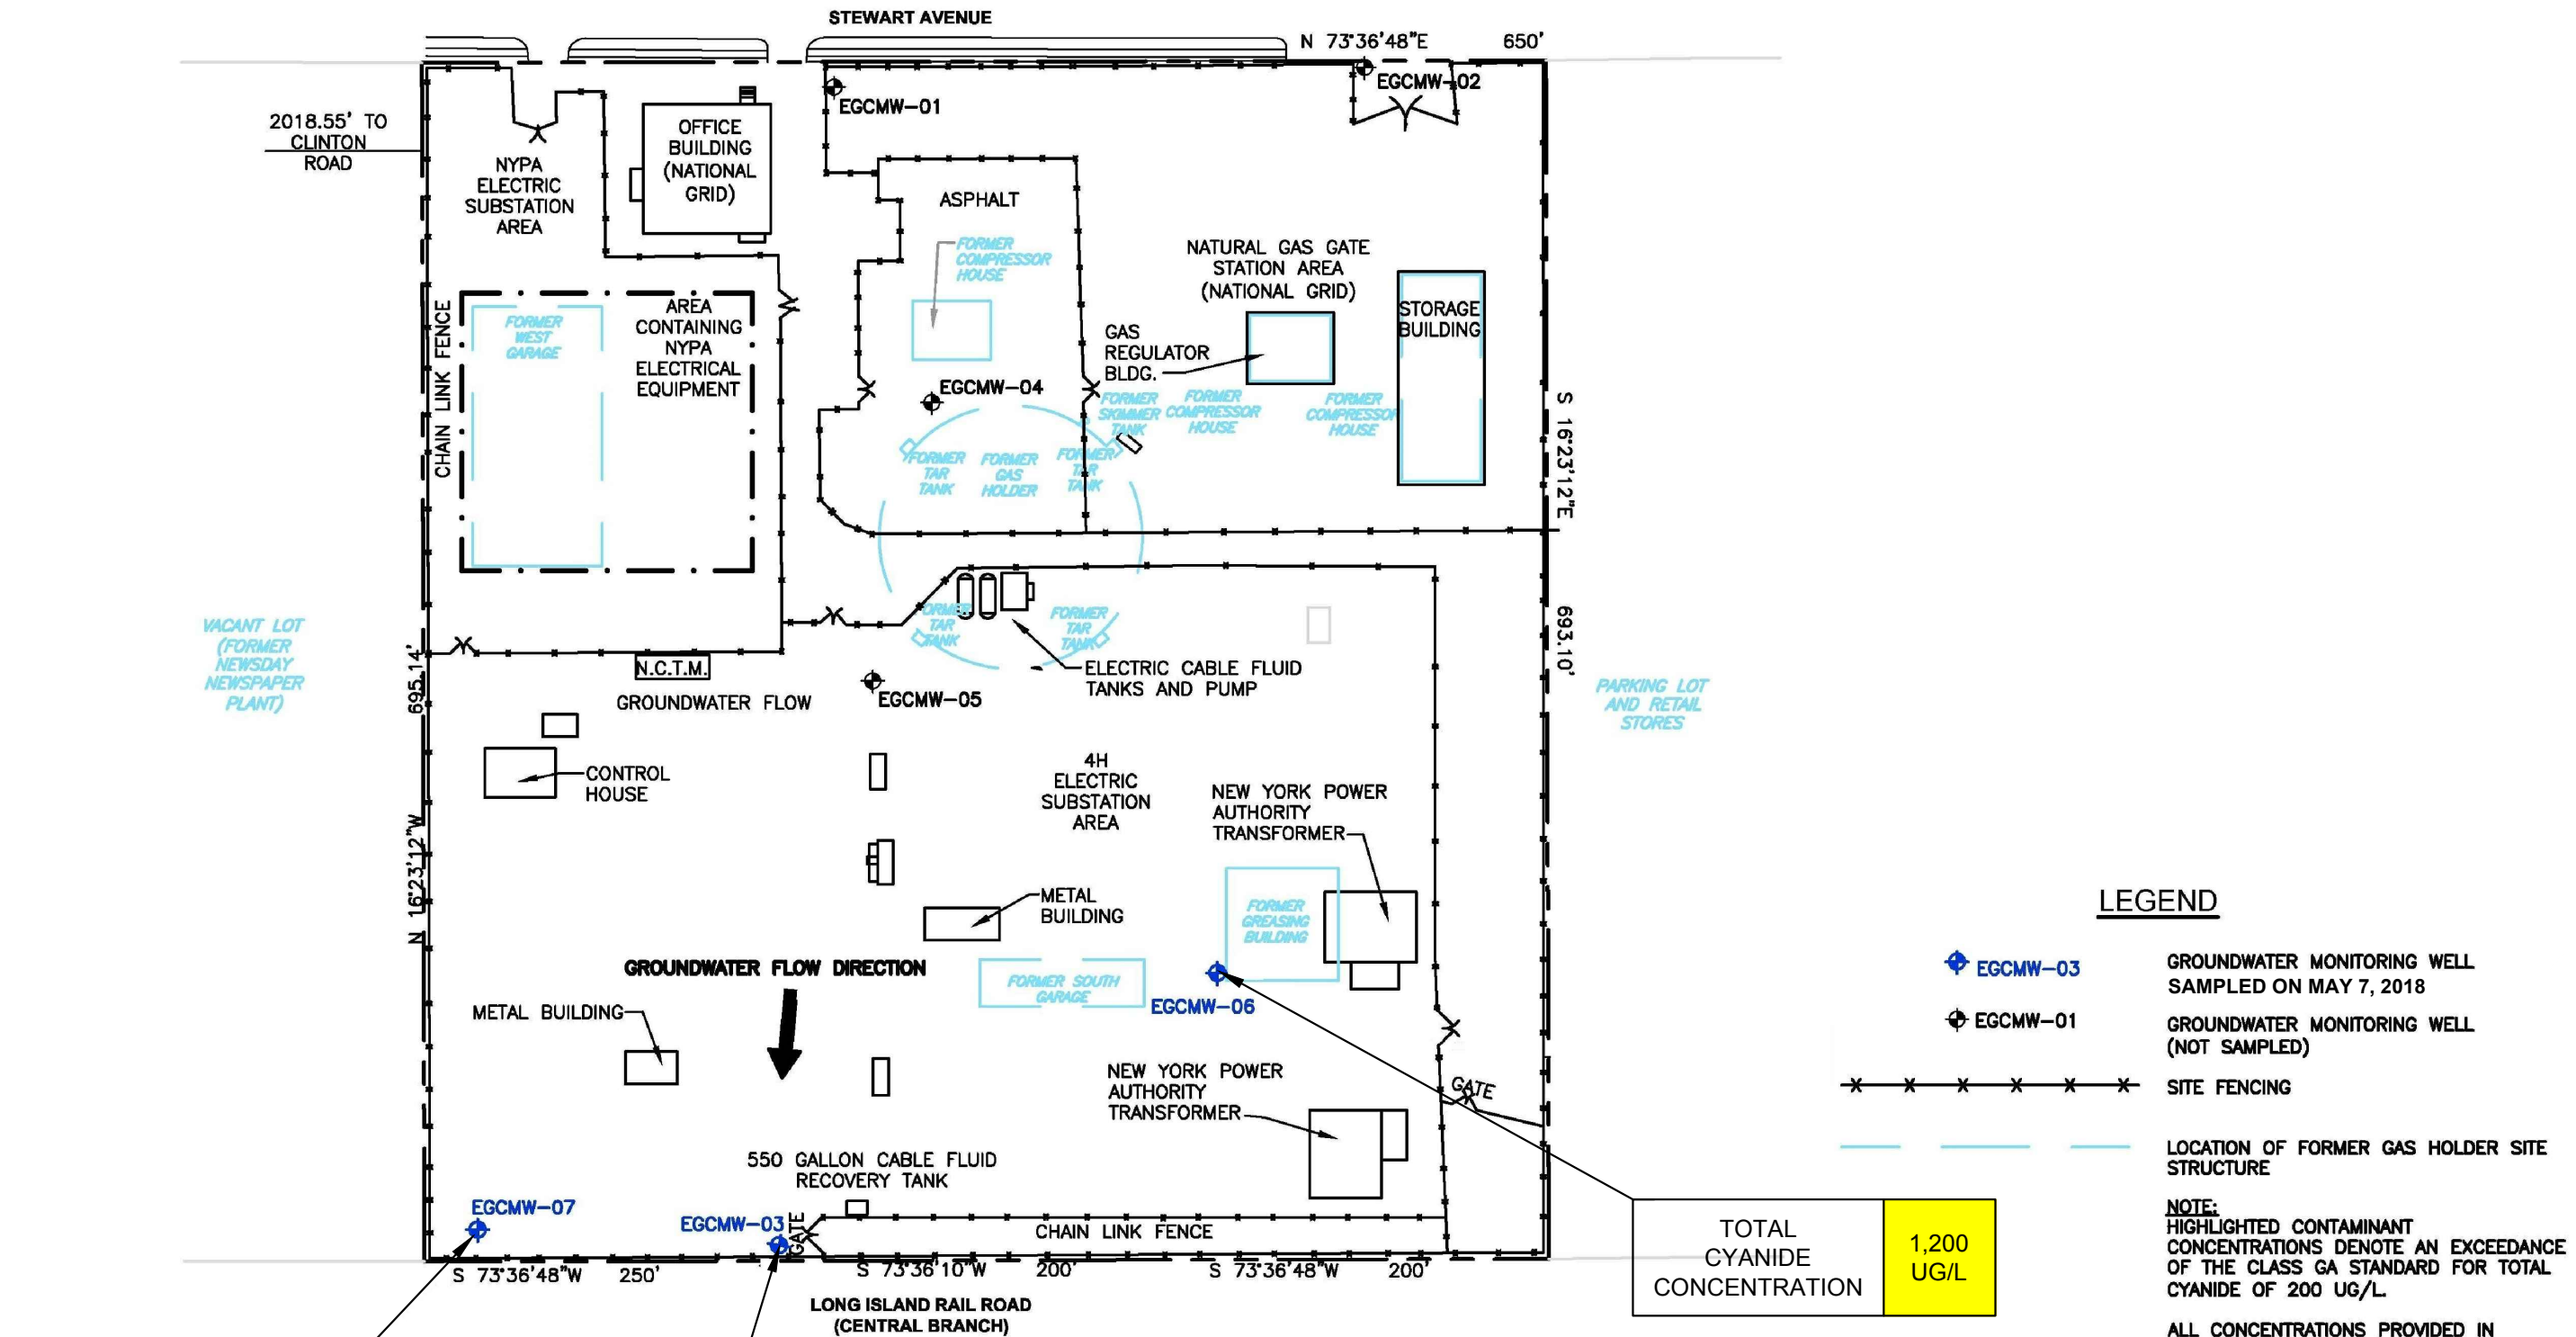 STEWART AVENUE
N 73°36'48"E 650'
EGCMW-01
EGCMW-02
2018.55' TO
CLINTON
ROAD
OFFICE
BUILDING
(NATIONAL
GRID)
NYPA
ELECTRIC
SUBSTATION
AREA
ASPHALT
FORMER
COMPRESSOR
HOUSE
NATURAL GAS GATE
STATION AREA
(NATIONAL GRID)
STORAGE
BUILDING
CHAIN LINK FENCE
FORMER
WEST
GARAGE
AREA
CONTAINING
NYPA
ELECTRICAL
EQUIPMENT
GAS
REGULATOR
BLDG.
EGCMW-04
FORMER
SKIMMER
TANK
FORMER
COMPRESSOR
HOUSE
FORMER
COMPRESSOR
HOUSE
S 16°23'12"E
693.10'
FORMER
TAR
TANK
FORMER
GAS
HOLDER
FORMER
TAR
TANK
FORMER
TAR
TANK
FORMER
TAR
TANK
VACANT LOT
(FORMER
NEWSDAY
NEWSPAPER
PLANT)
695.14'
N 16°23'12"W
N.C.T.M.
GROUNDWATER FLOW
ELECTRIC CABLE FLUID
TANKS AND PUMP
EGCMW-05
PARKING LOT
AND RETAIL
STORES
CONTROL
HOUSE
4H
ELECTRIC
SUBSTATION
AREA
NEW YORK POWER
AUTHORITY
TRANSFORMER
METAL
BUILDING
FORMER
GREASING
BUILDING
GROUNDWATER FLOW DIRECTION
FORMER SOUTH
GARAGE
EGCMW-06
METAL BUILDING
NEW YORK POWER
AUTHORITY
TRANSFORMER
GATE
550 GALLON CABLE FLUID
RECOVERY TANK
EGCMW-07
EGCMW-03
GATE
CHAIN LINK FENCE
S 73°36'48"W 250'
S 73°36'10"W 200'
S 73°36'48"W 200'
LONG ISLAND RAIL ROAD
(CENTRAL BRANCH)
TOTAL
CYANIDE
CONCENTRATION
1,200
UG/L
LEGEND
EGCMW-03
GROUNDWATER MONITORING WELL
SAMPLED ON MAY 7, 2018
EGCMW-01
GROUNDWATER MONITORING WELL
(NOT SAMPLED)
SITE FENCING
LOCATION OF FORMER GAS HOLDER SITE
STRUCTURE
NOTE:
HIGHLIGHTED CONTAMINANT
CONCENTRATIONS DENOTE AN EXCEEDANCE
OF THE CLASS GA STANDARD FOR TOTAL
CYANIDE OF 200 UG/L.
ALL CONCENTRATIONS PROVIDED IN